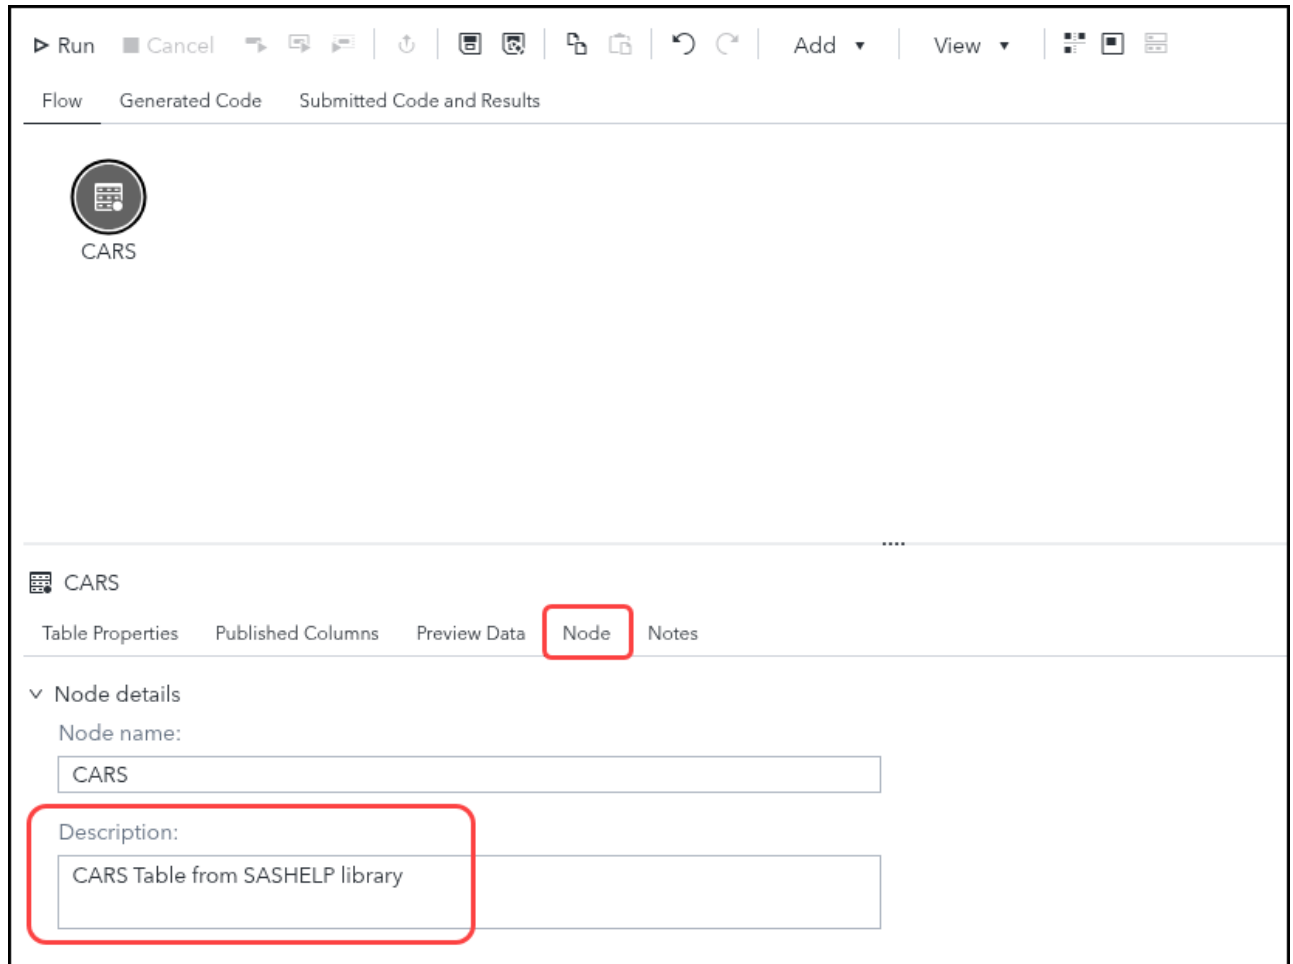 Run Cancel Add View
Flow Generated Code Submitted Code and Results
CARS
CARS
Table Properties Published Columns Preview Data Node Notes
Node details
Node name:
CARS
Description:
CARS Table from SASHELP library